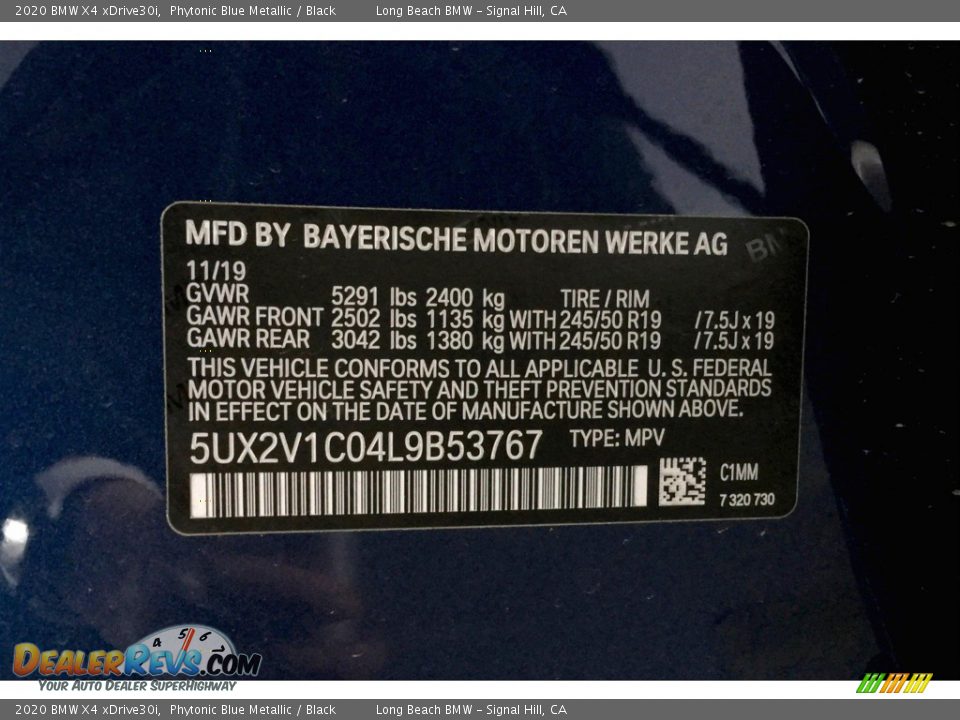 2020 BMW X4 xDrive30i, Phytonic Blue Metallic / Black Long Beach BMW - Signal Hill, CA
MFD BY BAYERISCHE MOTOREN WERKE AG
11/19
GVWR 5291 lbs 2400 kg TIRE / RIM
GAWR FRONT 2502 lbs 1135 kg WITH 245/50 R19 /7.5J x 19
GAWR REAR 3042 lbs 1380 kg WITH 245/50 R19 /7.5J x 19
THIS VEHICLE CONFORMS TO ALL APPLICABLE U. S. FEDERAL
MOTOR VEHICLE SAFETY AND THEFT PREVENTION STANDARDS
IN EFFECT ON THE DATE OF MANUFACTURE SHOWN ABOVE.
5UX2V1C04L9B53767 TYPE: MPV
C1MM
7 320 730
4 5 6
DEALERREVS.COM
YOUR AUTO DEALER SUPERHIGHWAY
2020 BMW X4 xDrive30i, Phytonic Blue Metallic / Black Long Beach BMW - Signal Hill, CA